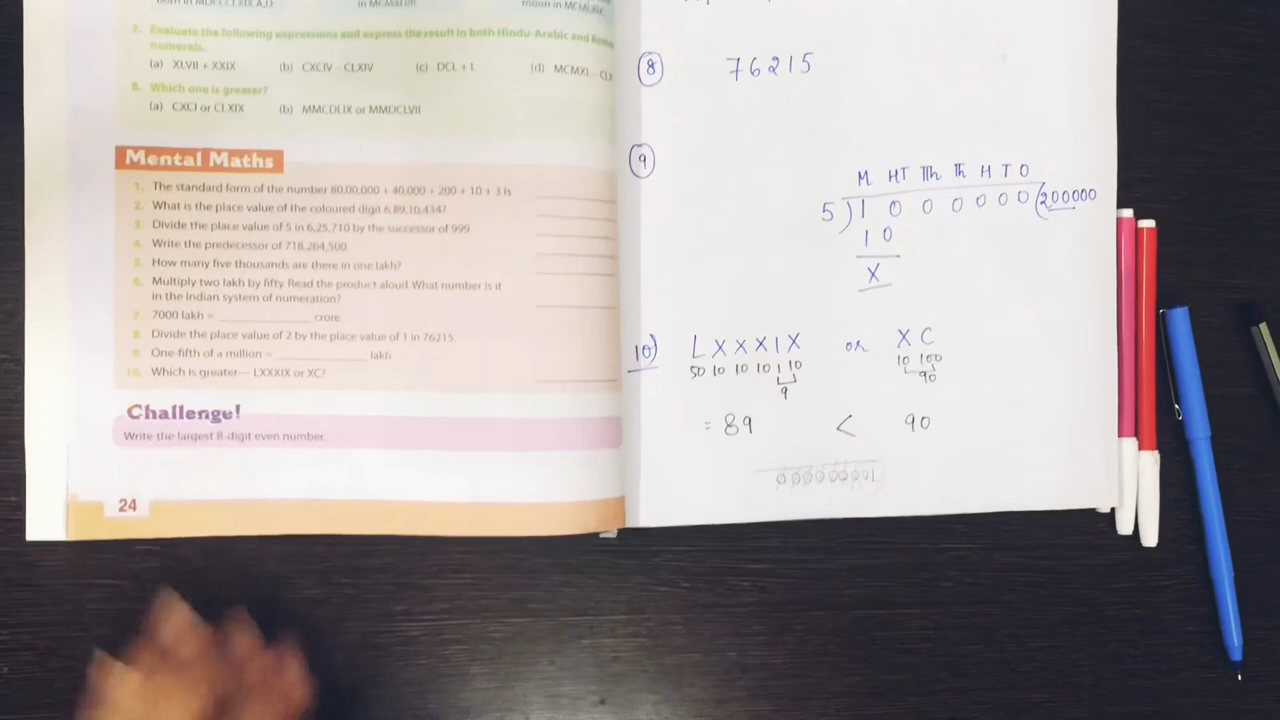 in MCMXLIII
7. Evaluate the following expressions and express the result in both Hindu-Arabic and
numerals.
(a) XLVII + XXIX (b) CXCIV – CLXIV (c) DCL + L (d) MCMXL – CL
8. Which one is greater?
(a) CXCI or CLXIX (b) MMCDLIX or MMDCLVII
Mental Maths
1. The standard form of the number 80,00,000 + 40,000 + 200 + 10 + 3 is
2. What is the place value of the coloured digit 6,89,10,434?
3. Divide the place value of 5 in 6,25,710 by the successor of 999
4. Write the predecessor of 718,264,500.
5. How many five thousands are there in one lakh?
6. Multiply two lakh by fifty. Read the product aloud. What number is it
in the Indian system of numeration?
7. 7000 lakh = ____________ crore
8. Divide the place value of 2 by the place value of 1 in 76215.
9. One-fifth of a million = ____________ lakh
10. Which is greater— LXXXIX or XC?
Challenge!
Write the largest 8-digit even number
24
8 76215
9
M HT TTh Th H T O
5 ) 1 0 0 0 0 0 0 ( 200000
1 0
X
10) L X X X I X or X C
50 10 10 10 1 10 10 100
9 90
= 89 < 90